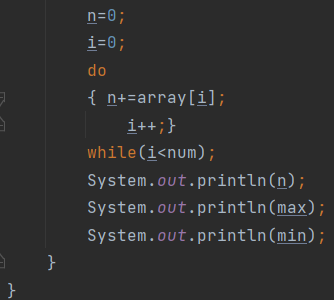 n=0;
i=0;
do
{ n+=array[i];
i++;}
while(i<num);
System.out.println(n);
System.out.println(max);
System.out.println(min);
}
}